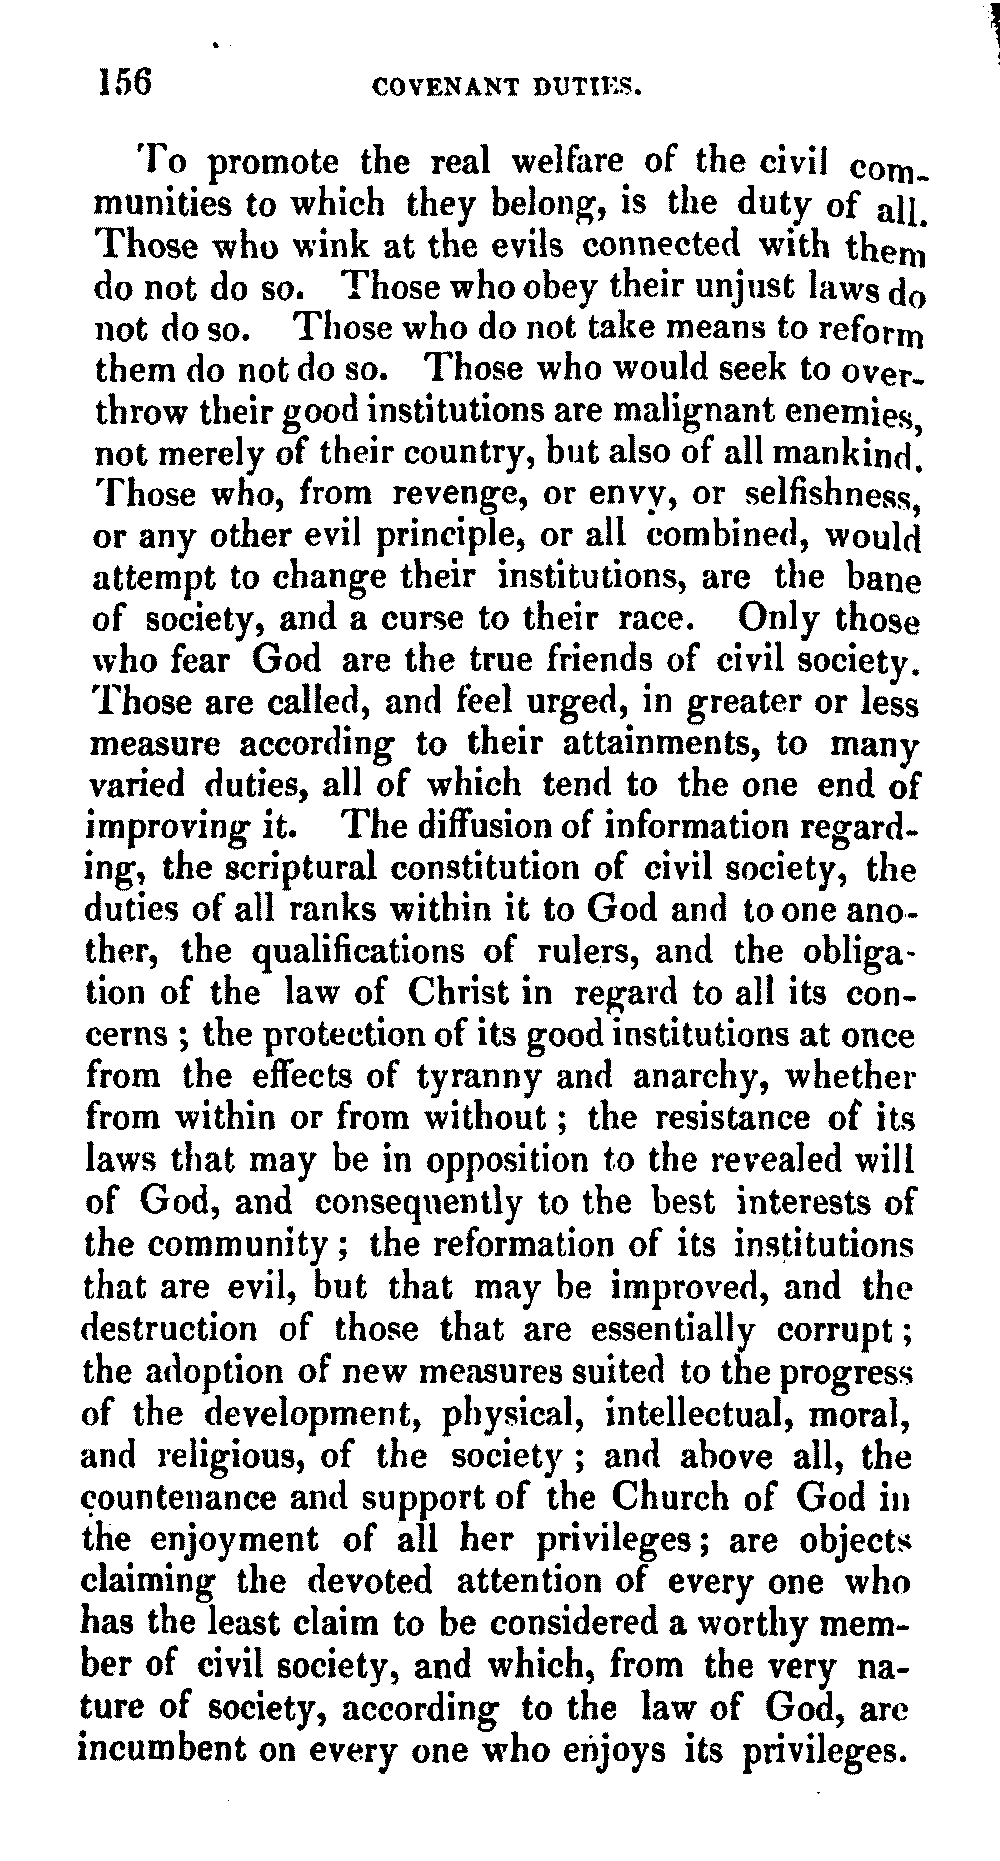 156 COVENANT DUTIES.
To promote the real welfare of the civil com-
munities to which they belong, is the duty of all.
Those who wink at the evils connected with them
do not do so. Those who obey their unjust laws do
not do so. Those who do not take means to reform
them do not do so. Those who would seek to over-
throw their good institutions are malignant enemies,
not merely of their country, but also of all mankind.
Those who, from revenge, or envy, or selfishness,
or any other evil principle, or all combined, would
attempt to change their institutions, are the bane
of society, and a curse to their race. Only those
who fear God are the true friends of civil society.
Those are called, and feel urged, in greater or less
measure according to their attainments, to many
varied duties, all of which tend to the one end of
improving it. The diffusion of information regard-
ing, the scriptural constitution of civil society, the
duties of all ranks within it to God and to one ano-
ther, the qualifications of rulers, and the obliga-
tion of the law of Christ in regard to all its con-
cerns ; the protection of its good institutions at once
from the effects of tyranny and anarchy, whether
from within or from without ; the resistance of its
laws that may be in opposition to the revealed will
of God, and consequently to the best interests of
the community ; the reformation of its institutions
that are evil, but that may be improved, and the
destruction of those that are essentially corrupt ;
the adoption of new measures suited to the progress
of the development, physical, intellectual, moral,
and religious, of the society ; and above all, the
countenance and support of the Church of God in
the enjoyment of all her privileges ; are objects
claiming the devoted attention of every one who
has the least claim to be considered a worthy mem-
ber of civil society, and which, from the very na-
ture of society, according to the law of God, are
incumbent on every one who enjoys its privileges.